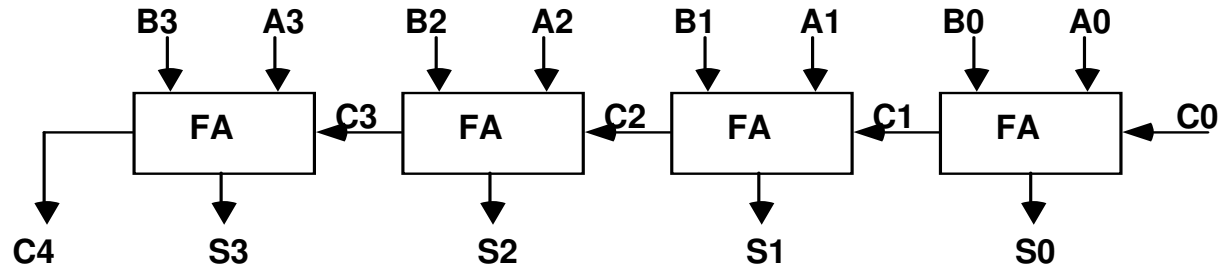 B3 A3 B2 A2 B1 A1 B0 A0
FA C3 FA C2 FA C1 FA C0
C4 S3 S2 S1 S0